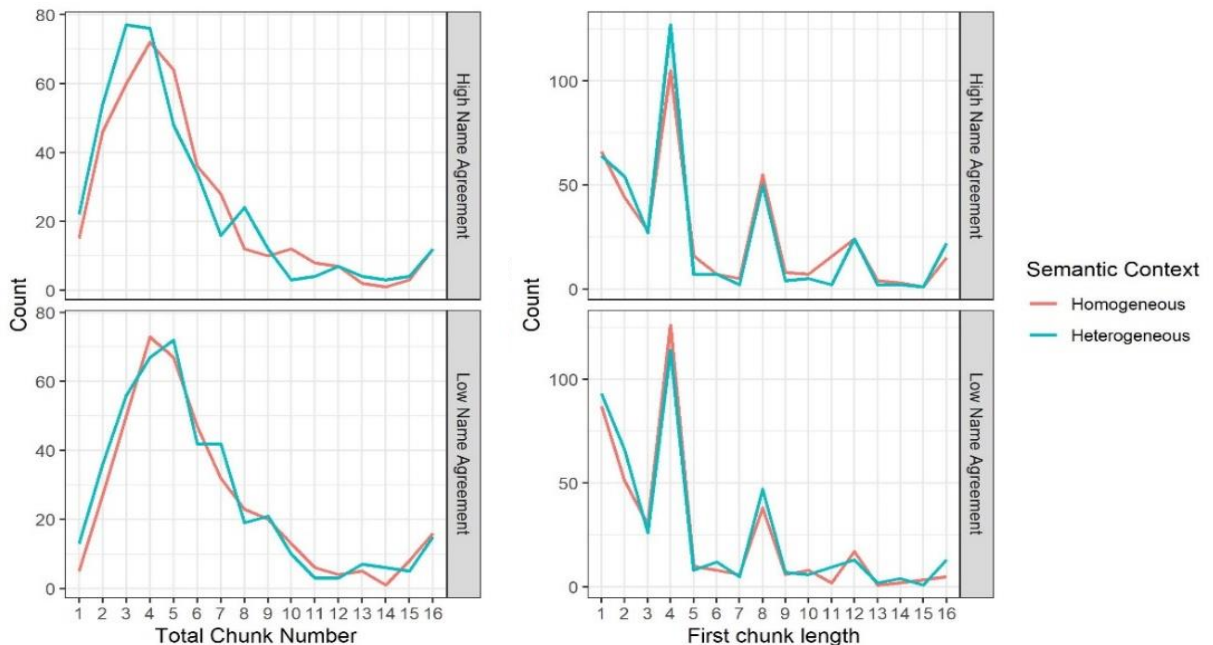 80
60
40
20
0
Count
High Name Agreement
80
60
40
20
0
Low Name Agreement
1 2 3 4 5 6 7 8 9 10 11 12 13 14 15 16
Total Chunk Number
100
50
0
Count
High Name Agreement
100
50
0
Low Name Agreement
1 2 3 4 5 6 7 8 9 10 11 12 13 14 15 16
First chunk length
Semantic Context
Homogeneous
Heterogeneous